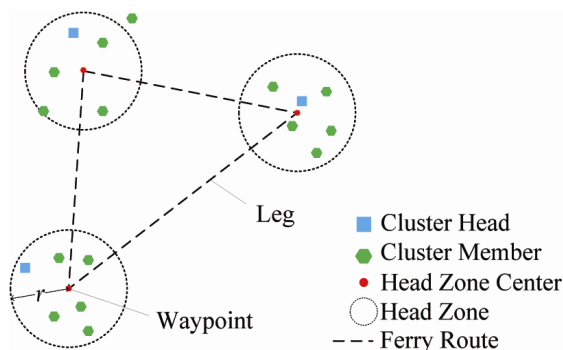 Leg
r
Waypoint
Cluster Head
Cluster Member
Head Zone Center
Head Zone
Ferry Route